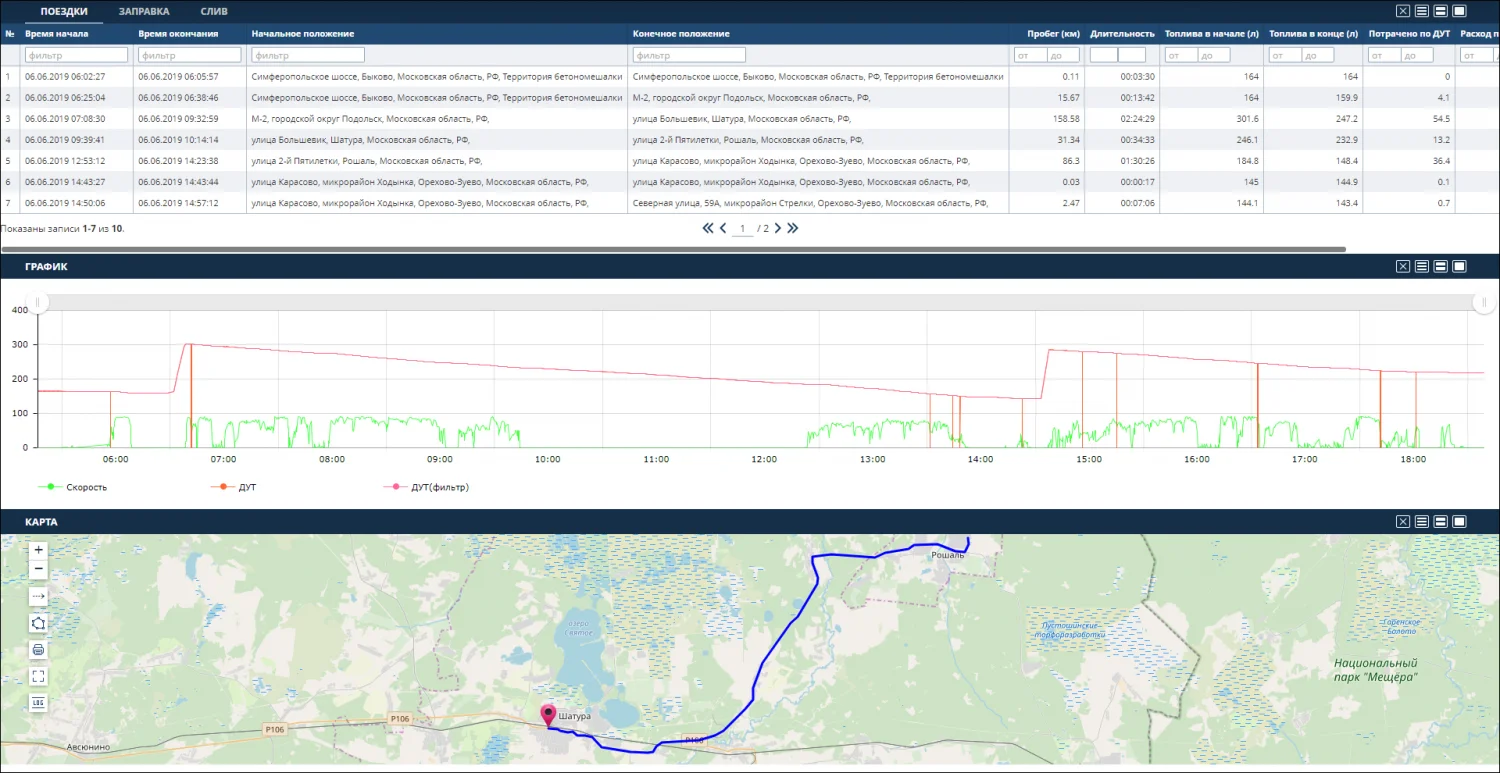 ПОЕЗДКИ ЗАПРАВКА СЛИВ
№ Время начала Время окончания Начальное положение Конечное положение Пробег (км) Длительность Топлива в начале (л) Топлива в конце (л) Потрачено по ДУТ Расход п
фильтр фильтр фильтр фильтр от до от до от до от до от
1 06.06.2019 06:02:27 06.06.2019 06:05:57 Симферопольское шоссе, Быково, Московская область, РФ, Территория бетономешалки Симферопольское шоссе, Быково, Московская область, РФ, Территория бетономешалки 0.11 00:03:30 164 164 0
2 06.06.2019 06:25:04 06.06.2019 06:38:46 Симферопольское шоссе, Быково, Московская область, РФ, Территория бетономешалки М-2, городской округ Подольск, Московская область, РФ, 15.67 00:13:42 164 159.9 4.1
3 06.06.2019 07:08:30 06.06.2019 09:32:59 М-2, городской округ Подольск, Московская область, РФ, улица Большевик, Шатура, Московская область, РФ, 158.58 02:24:29 301.6 247.2 54.5
4 06.06.2019 09:39:41 06.06.2019 10:14:14 улица Большевик, Шатура, Московская область, РФ, улица 2-й Пятилетки, Рошаль, Московская область, РФ, 31.34 00:34:33 246.1 232.9 13.2
5 06.06.2019 12:53:12 06.06.2019 14:23:38 улица 2-й Пятилетки, Рошаль, Московская область, РФ, улица Карасово, микрорайон Ходынка, Орехово-Зуево, Московская область, РФ, 86.3 01:30:26 184.8 148.4 36.4
6 06.06.2019 14:43:27 06.06.2019 14:43:44 улица Карасово, микрорайон Ходынка, Орехово-Зуево, Московская область, РФ, улица Карасово, микрорайон Ходынка, Орехово-Зуево, Московская область, РФ, 0.03 00:00:17 145 144.9 0.1
7 06.06.2019 14:50:06 06.06.2019 14:57:12 улица Карасово, микрорайон Ходынка, Орехово-Зуево, Московская область, РФ, Северная улица, 59А, микрорайон Стрелки, Орехово-Зуево, Московская область, РФ, 2.47 00:07:06 144.1 143.4 0.7
Показаны записи 1-7 из 10. 1 / 2
ГРАФИК
400
300
200
100
0
06:00 07:00 08:00 09:00 10:00 11:00 12:00 13:00 14:00 15:00 16:00 17:00 18:00
Скорость ДУТ ДУТ(фильтр)
КАРТА
Рошаль
озеро
Святое
Пустошинские
торфоразработки
Гаренское
Болото
Национальный
парк "Мещёра"
LOG
Шатура
Р106
Р106
Р106
Авсюнино